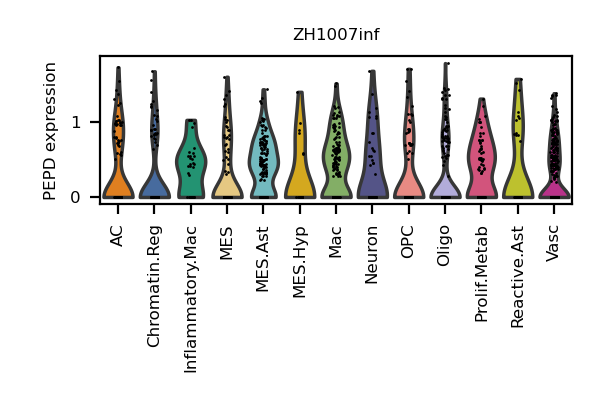 ZH1007inf
PEPD expression
1
0
AC
Chromatin.Reg
Inflammatory.Mac
MES
MES.Ast
MES.Hyp
Mac
Neuron
OPC
Oligo
Prolif.Metab
Reactive.Ast
Vasc